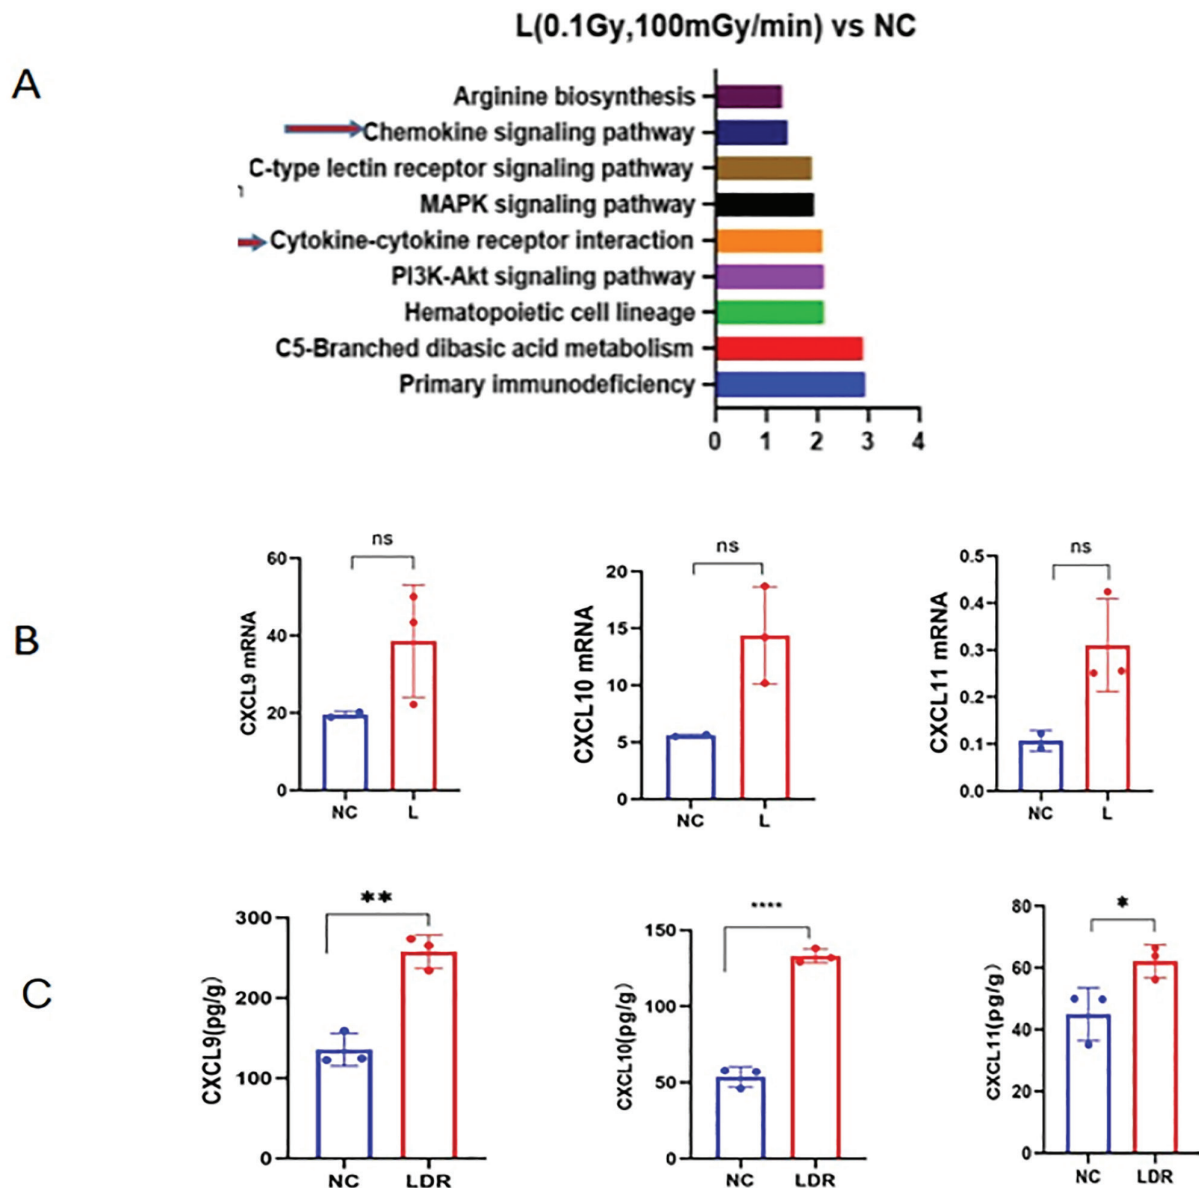 L(0.1Gy,100mGy/min) vs NC
A
Arginine biosynthesis
Chemokine signaling pathway
C-type lectin receptor signaling pathway
MAPK signaling pathway
Cytokine-cytokine receptor interaction
PI3K-Akt signaling pathway
Hematopoietic cell lineage
C5-Branched dibasic acid metabolism
Primary immunodeficiency
0 1 2 3 4
B
CXCL9 mRNA
60
40
20
0
ns
NC L
CXCL10 mRNA
20
15
10
5
0
ns
NC L
CXCL11 mRNA
0.5
0.4
0.3
0.2
0.1
0.0
ns
NC L
C
CXCL9(pg/g)
300
200
100
0
**
NC LDR
CXCL10(pg/g)
150
100
50
0
****
NC LDR
CXCL11(pg/g)
80
60
40
20
0
*
NC LDR